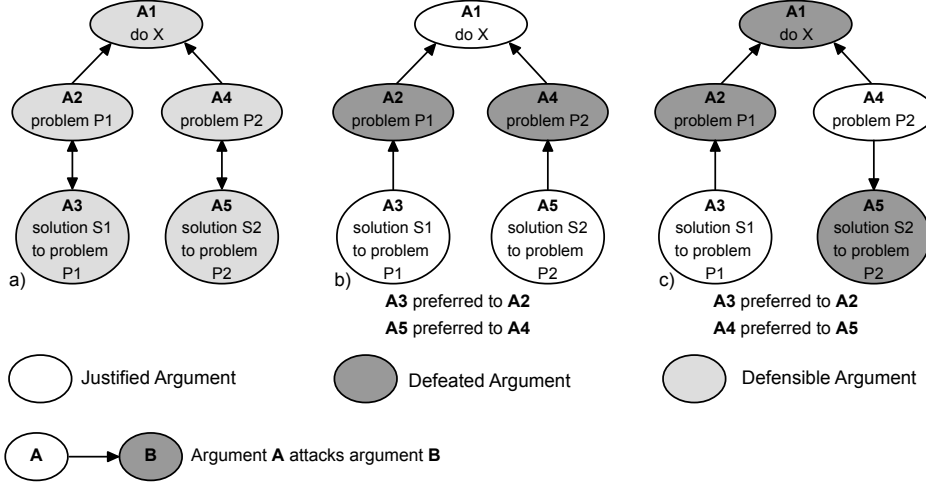 A1
do X
A2
problem P1
A4
problem P2
A3
solution S1
to problem
P1
A5
solution S2
to problem
P2
a)
A1
do X
A2
problem P1
A4
problem P2
A3
solution S1
to problem
P1
A5
solution S2
to problem
P2
b)
A3 preferred to A2
A5 preferred to A4
A1
do X
A2
problem P1
A4
problem P2
A3
solution S1
to problem
P1
A5
solution S2
to problem
P2
c)
A3 preferred to A2
A4 preferred to A5
Justified Argument
Defeated Argument
Defensible Argument
A
B
Argument A attacks argument B